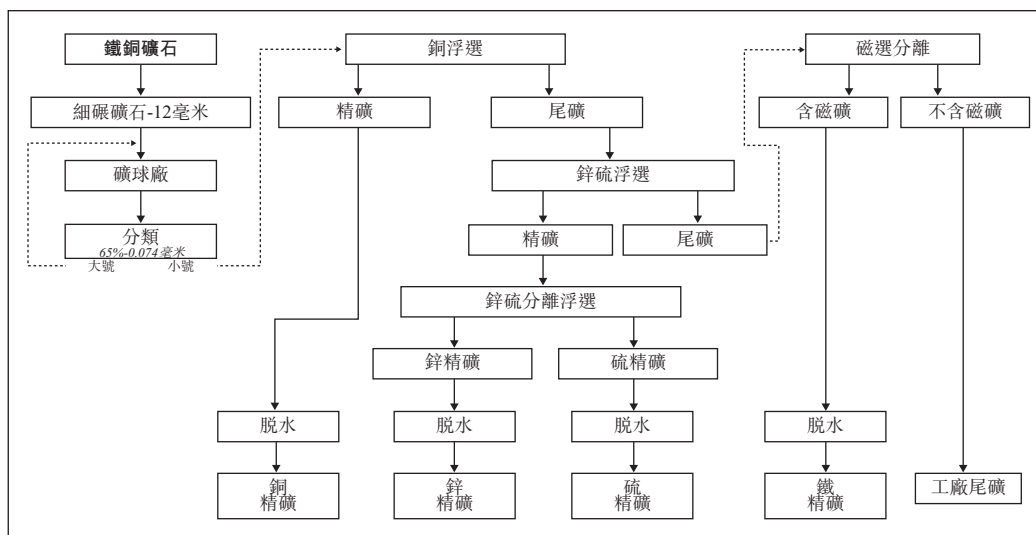 鐵銅礦石
細碾礦石-12毫米
礦球廠
分類
65%-0.074毫米
大號 小號
銅浮選
精礦 尾礦
鋅硫浮選
精礦 尾礦
鋅硫分離浮選
鋅精礦 硫精礦
磁選分離
含磁礦 不含磁礦
脱水 脱水 脱水 脱水
銅 鋅 硫 鐵
精礦 精礦 精礦 精礦
工廠尾礦